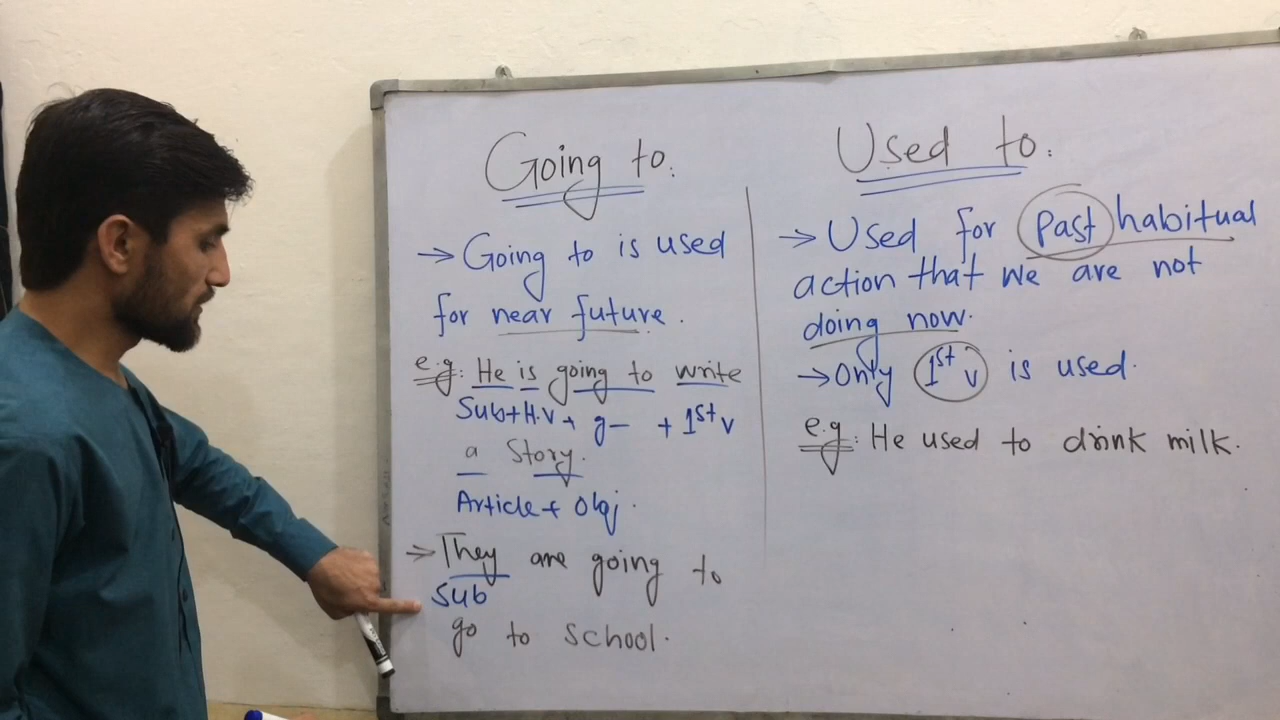 Going to.
→ Going to is used
for near future.
e.g: He is going to write
Sub + H.V + g— + 1st v
a Story.
Article + Obj.
→ They are going to
Sub
go to school.
Used to.
→ Used for past habitual
action that we are not
doing now.
→ Only 1st v is used.
e.g: He used to drink milk.